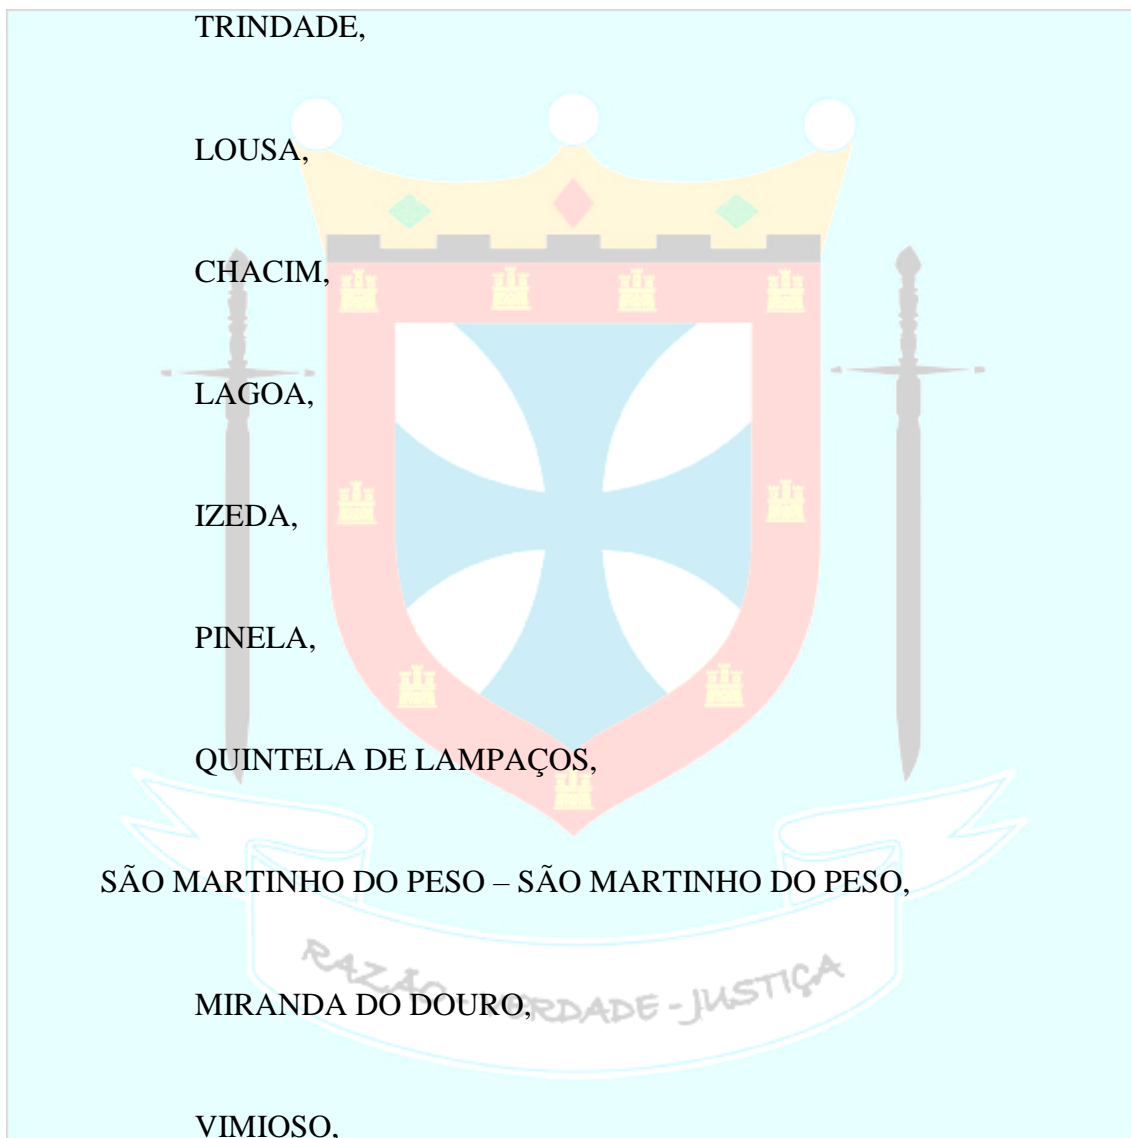 TRINDADE,
LOUSA,
CHACIM,
LAGOA,
IZEDA,
PINELA,
QUINTELA DE LAMPAÇOS,
SÃO MARTINHO DO PESO – SÃO MARTINHO DO PESO,
RAZÃO - VERDADE - JUSTIÇA
MIRANDA DO DOURO,
VIMIOSO,